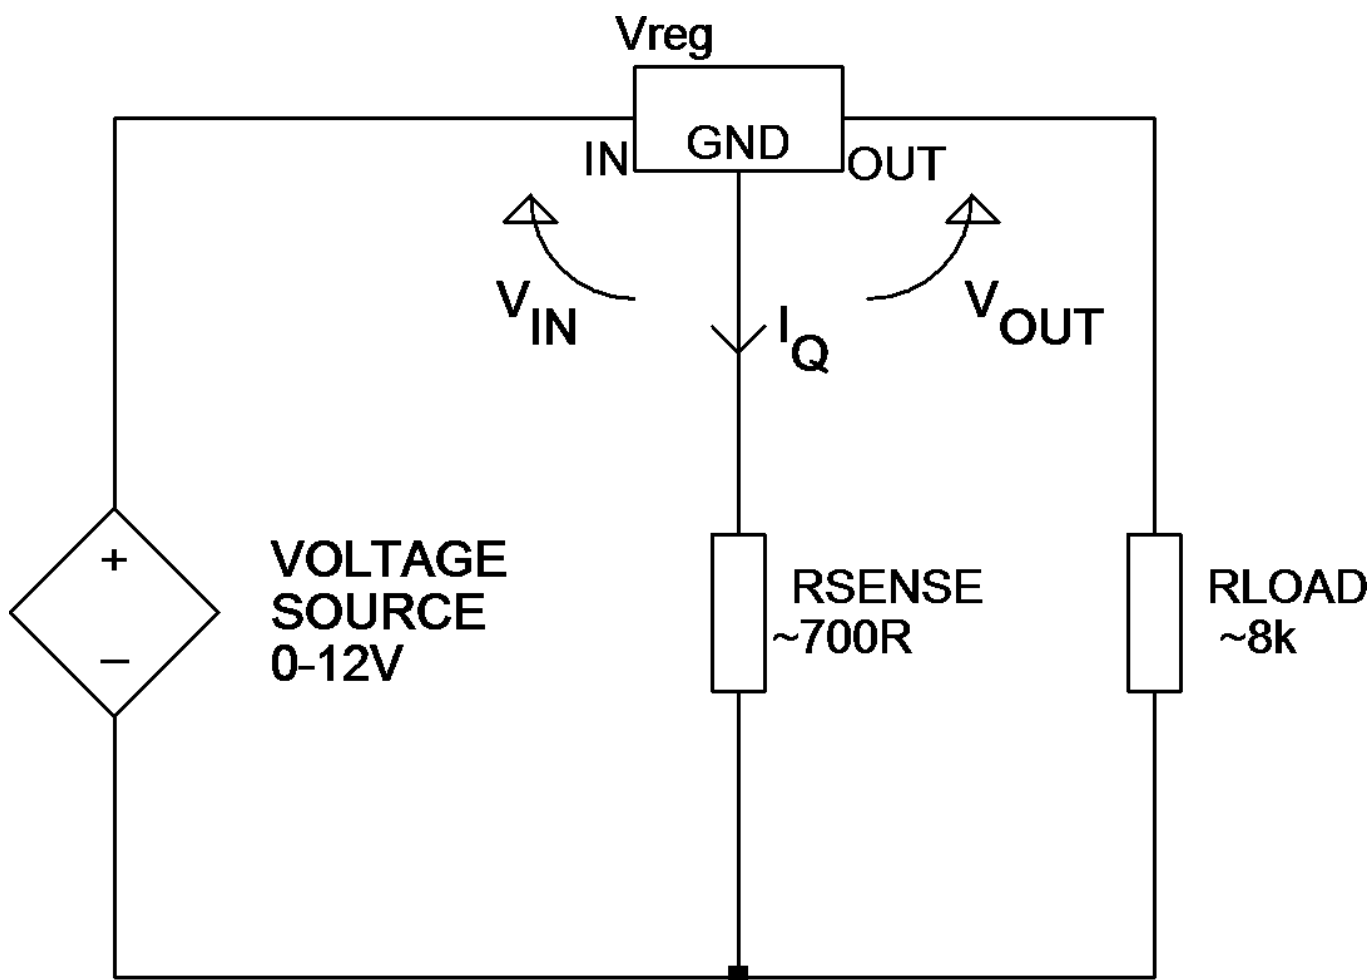 Vreg
IN
GND
OUT
VIN
IQ
VOUT
+
–
VOLTAGE
SOURCE
0-12V
RSENSE
~700R
RLOAD
~8k